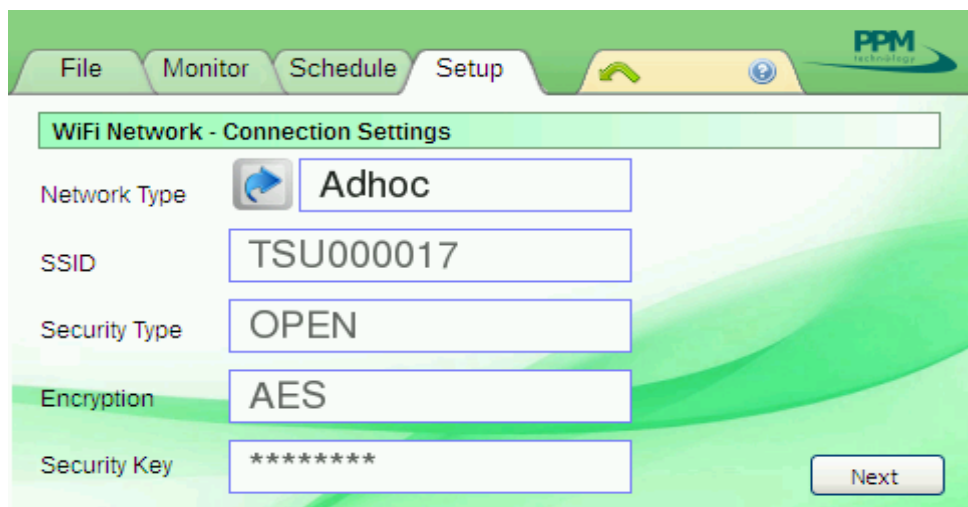 File Monitor Schedule Setup ? PPM
technology
WiFi Network - Connection Settings
Network Type Adhoc
SSID TSU000017
Security Type OPEN
Encryption AES
Security Key ********
Next